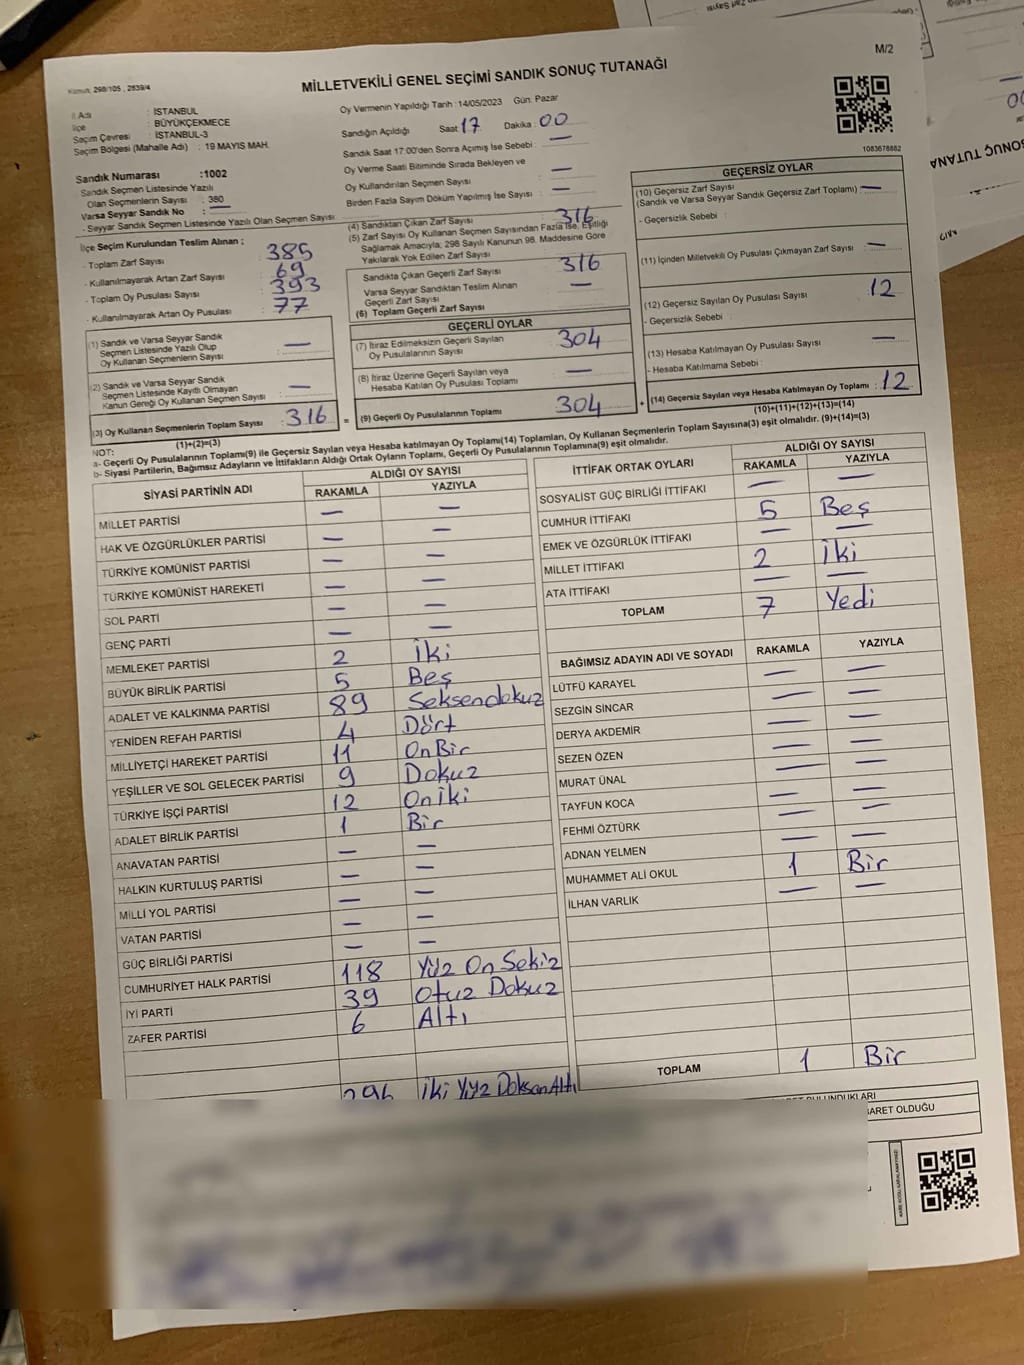 M/2
Kanun: 298/105 , 2839/4
MİLLETVEKİLİ GENEL SEÇİMİ SANDIK SONUÇ TUTANAĞI
İl Adı : İSTANBUL
İlçe : BÜYÜKÇEKMECE
Seçim Çevresi : İSTANBUL-3
Seçim Bölgesi (Mahalle Adı) : 19 MAYIS MAH.
Sandık Numarası :1002
Sandık Seçmen Listesinde Yazılı
Olan Seçmenlerin Sayısı : 380
Varsa Seyyar Sandık No : —
- Seyyar Sandık Seçmen Listesinde Yazılı Olan Seçmen Sayısı
Oy Vermenin Yapıldığı Tarih :14/05/2023 Gün: Pazar
Sandığın Açıldığı Saat 17 Dakika : 00
Sandık Saat 17:00'den Sonra Açımış İse Sebebi : —
Oy Verme Saati Bitiminde Sırada Bekleyen ve
Oy Kullandırılan Seçmen Sayısı —
Birden Fazla Sayım Döküm Yapılmış İse Sayısı —
1083678882
İlçe Seçim Kurulundan Teslim Alınan ;
- Toplam Zarf Sayısı : 385
- Kullanılmayarak Artan Zarf Sayısı : 69
- Toplam Oy Pusulası Sayısı : 393
- Kullanılmayarak Artan Oy Pusulası : 77
(4) Sandıktan Çıkan Zarf Sayısı : 316
(5) Zarf Sayısı Oy Kullanan Seçmen Sayısından Fazla İse, Eşitliği
Sağlamak Amacıyla; 298 Sayılı Kanunun 98. Maddesine Göre
Yakılarak Yok Edilen Zarf Sayısı
Sandıkta Çıkan Geçerli Zarf Sayısı 316
Varsa Seyyar Sandıktan Teslim Alınan
Geçerli Zarf Sayısı —
(6) Toplam Geçerli Zarf Sayısı
GEÇERSİZ OYLAR
(10) Geçersiz Zarf Sayısı
(Sandık ve Varsa Seyyar Sandık Geçersiz Zarf Toplamı) —
- Geçersizlik Sebebi :
(11) İçinden Milletvekili Oy Pusulası Çıkmayan Zarf Sayısı —
(12) Geçersiz Sayılan Oy Pusulası Sayısı 12
- Geçersizlik Sebebi :
(13) Hesaba Katılmayan Oy Pusulası Sayısı —
- Hesaba Katılmama Sebebi :
(14) Geçersiz Sayılan veya Hesaba Katılmayan Oy Toplamı : 12
(10)+(11)+(12)+(13)=(14)
(1) Sandık ve Varsa Seyyar Sandık
Seçmen Listesinde Yazılı Olup
Oy Kullanan Seçmenlerin Sayısı : —
(2) Sandık ve Varsa Seyyar Sandık
Seçmen Listesinde Kayıtlı Olmayan
Kanun Gereği Oy Kullanan Seçmen Sayısı : —
(3) Oy Kullanan Seçmenlerin Toplam Sayısı : 316
(1)+(2)=(3)
GEÇERLİ OYLAR
(7) İtiraz Edilmeksizin Geçerli Sayılan
Oy Pusulalarının Sayısı 304
(8) İtiraz Üzerine Geçerli Sayılan veya
Hesaba Katılan Oy Pusulası Toplamı —
= (9) Geçerli Oy Pusulalarının Toplamı 304 +
NOT:
a- Geçerli Oy Pusulalarının Toplamı(9) ile Geçersiz Sayılan veya Hesaba katılmayan Oy Toplamı(14) Toplamları, Oy Kullanan Seçmenlerin Toplam Sayısına(3) eşit olmalıdır. (9)+(14)=(3)
b- Siyasi Partilerin, Bağımsız Adayların ve İttifakların Aldığı Ortak Oyların Toplamı, Geçerli Oy Pusulalarının Toplamına(9) eşit olmalıdır.
SİYASİ PARTİNİN ADI ALDIĞI OY SAYISI
RAKAMLA YAZIYLA
MİLLET PARTİSİ — —
HAK VE ÖZGÜRLÜKLER PARTİSİ — —
TÜRKİYE KOMÜNİST PARTİSİ — —
TÜRKİYE KOMÜNİST HAREKETİ — —
SOL PARTİ — —
GENÇ PARTİ — —
MEMLEKET PARTİSİ 2 İki
BÜYÜK BİRLİK PARTİSİ 5 Beş
ADALET VE KALKINMA PARTİSİ 89 Seksendokuz
YENİDEN REFAH PARTİSİ 4 Dört
MİLLİYETÇİ HAREKET PARTİSİ 11 OnBir
YEŞİLLER VE SOL GELECEK PARTİSİ 9 Dokuz
TÜRKİYE İŞÇİ PARTİSİ 12 Oniki
ADALET BİRLİK PARTİSİ 1 Bir
ANAVATAN PARTİSİ — —
HALKIN KURTULUŞ PARTİSİ — —
MİLLİ YOL PARTİSİ — —
VATAN PARTİSİ — —
GÜÇ BİRLİĞİ PARTİSİ — —
CUMHURİYET HALK PARTİSİ 118 Yüz On Sekiz
İYİ PARTİ 39 Otuz Dokuz
ZAFER PARTİSİ 6 Altı
296 İki Yüz Doksan Altı
İTTİFAK ORTAK OYLARI ALDIĞI OY SAYISI
RAKAMLA YAZIYLA
SOSYALİST GÜÇ BİRLİĞİ İTTİFAKI — —
CUMHUR İTTİFAKI 5 Beş
EMEK VE ÖZGÜRLÜK İTTİFAKI — —
MİLLET İTTİFAKI 2 İki
ATA İTTİFAKI — —
TOPLAM 7 Yedi
BAĞIMSIZ ADAYIN ADI VE SOYADI RAKAMLA YAZIYLA
LÜTFÜ KARAYEL — —
SEZGİN SİNCAR — —
DERYA AKDEMİR — —
SEZEN ÖZEN — —
MURAT ÜNAL — —
TAYFUN KOCA — —
FEHMİ ÖZTÜRK — —
ADNAN YELMEN — —
MUHAMMET ALİ OKUL 1 Bir
İLHAN VARLIK — —
TOPLAM 1 Bir
BULUNDUKLARI
ARET OLDUĞU